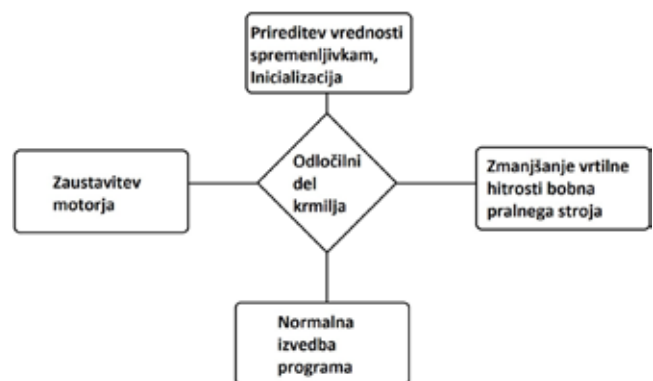 Prireditev vrednosti
spremenljivkam,
Inicializacija
Zaustavitev
motorja
Odločilni
del
krmilja
Zmanjšanje vrtilne
hitrosti bobna
pralnega stroja
Normalna
izvedba
programa